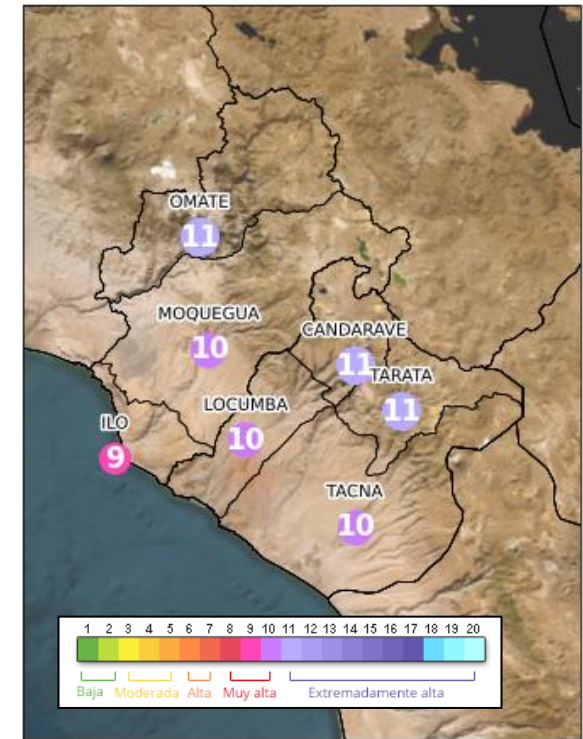 OMATE
11
MOQUEGUA
10
CANDARAVE
11
TARATA
11
LOCUMBA
10
ILO
9
TACNA
10
1 2 3 4 5 6 7 8 9 10 11 12 13 14 15 16 17 18 19 20
Baja Moderada Alta Muy alta Extremadamente alta